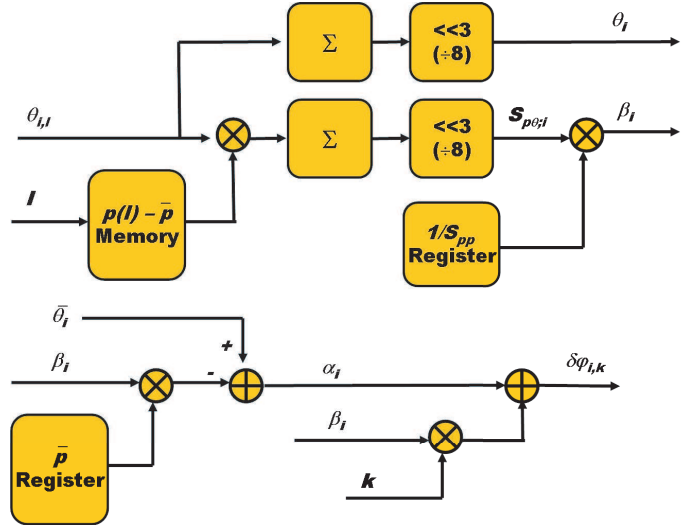 Σ
<<3
(÷8)
θi
θi,l
Σ
<<3
(÷8)
Spθ;i
βi
l
p(l) – p̄
Memory
1/Spp
Register
θ̄i
+
βi
-
αi
δφi,k
p̄
Register
βi
k